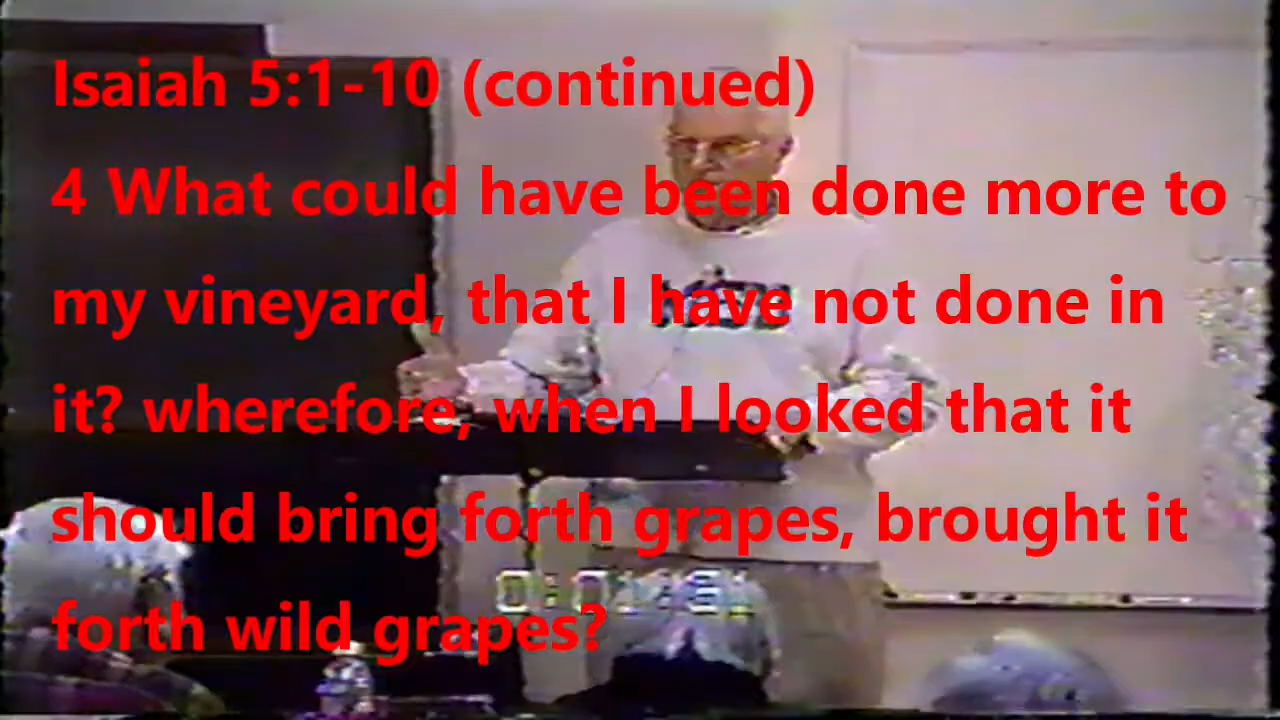 Isaiah 5:1-10 (continued)
4 What could have been done more to
my vineyard, that I have not done in
it? wherefore, when I looked that it
should bring forth grapes, brought it
forth wild grapes?